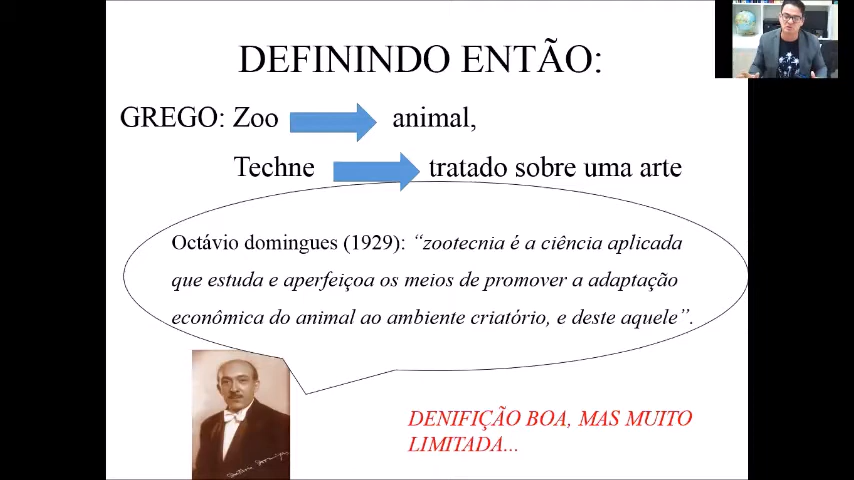 DEFININDO ENTÃO:
GREGO: Zoo animal,
Techne tratado sobre uma arte
Octávio domingues (1929): “zootecnia é a ciência aplicada
que estuda e aperfeiçoa os meios de promover a adaptação
econômica do animal ao ambiente criatório, e deste aquele”.
DENIFIÇÃO BOA, MAS MUITO
LIMITADA...